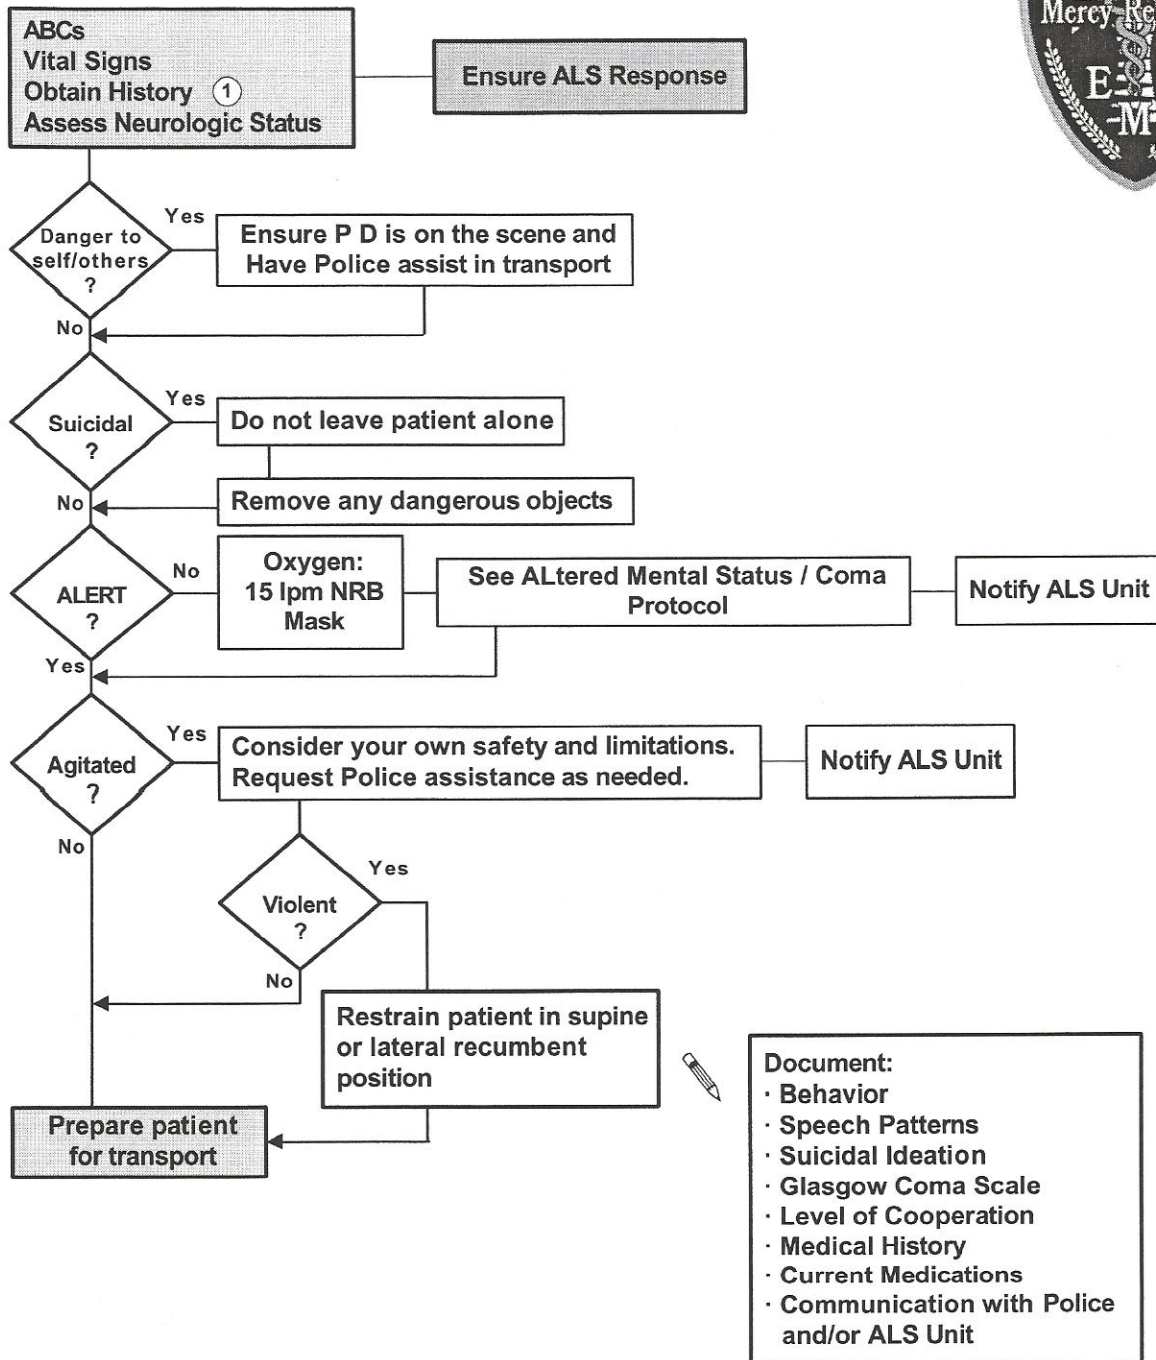 Mercy Re
E
M
ABCs
Vital Signs
Obtain History 1
Assess Neurologic Status
Ensure ALS Response
Danger to
self/others
?
Yes
Ensure P D is on the scene and
Have Police assist in transport
No
Suicidal
?
Yes
Do not leave patient alone
Remove any dangerous objects
No
ALERT
?
No
Oxygen:
15 lpm NRB
Mask
See ALtered Mental Status / Coma
Protocol
Notify ALS Unit
Yes
Agitated
?
Yes
Consider your own safety and limitations.
Request Police assistance as needed.
Notify ALS Unit
No
Violent
?
Yes
No
Restrain patient in supine
or lateral recumbent
position
Prepare patient
for transport
Document:
· Behavior
· Speech Patterns
· Suicidal Ideation
· Glasgow Coma Scale
· Level of Cooperation
· Medical History
· Current Medications
· Communication with Police
and/or ALS Unit